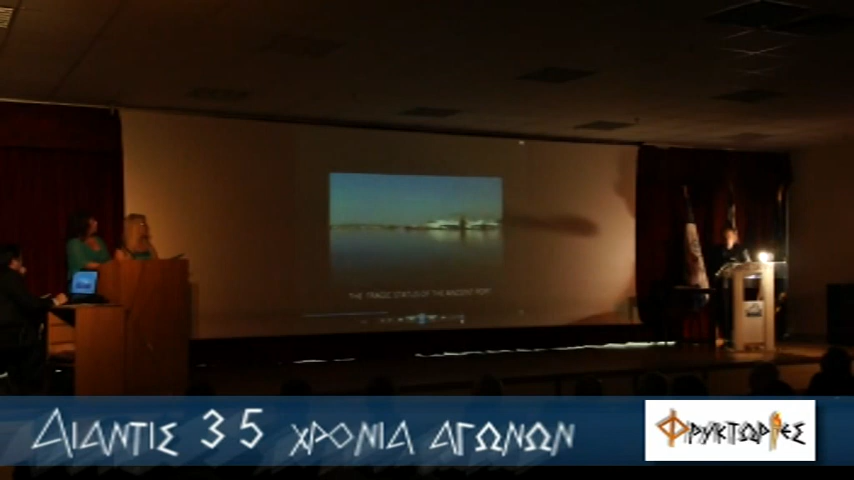 THE TRAGIC STATUS OF THE ANCIENT PORT
ΔΙΑΝΤΙΣ 35 ΧΡΟΝΙΑ ΑΓΩΝΩΝ
ΦΡΥΚΤΩΡΙΕΣ